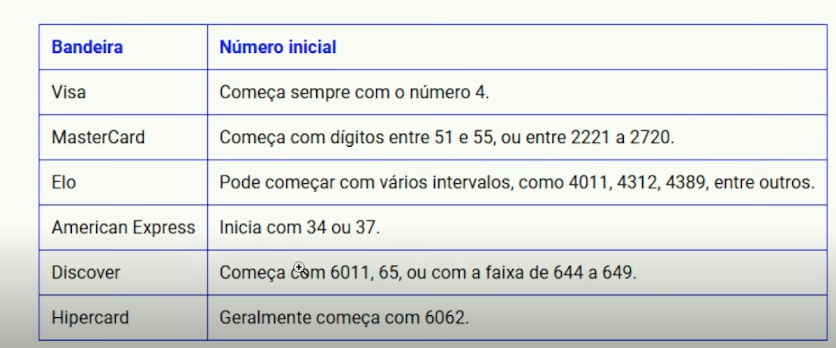 Bandeira Número inicial
Visa Começa sempre com o número 4.
MasterCard Começa com dígitos entre 51 e 55, ou entre 2221 a 2720.
Elo Pode começar com vários intervalos, como 4011, 4312, 4389, entre outros.
American Express Inicia com 34 ou 37.
Discover Começa com 6011, 65, ou com a faixa de 644 a 649.
Hipercard Geralmente começa com 6062.